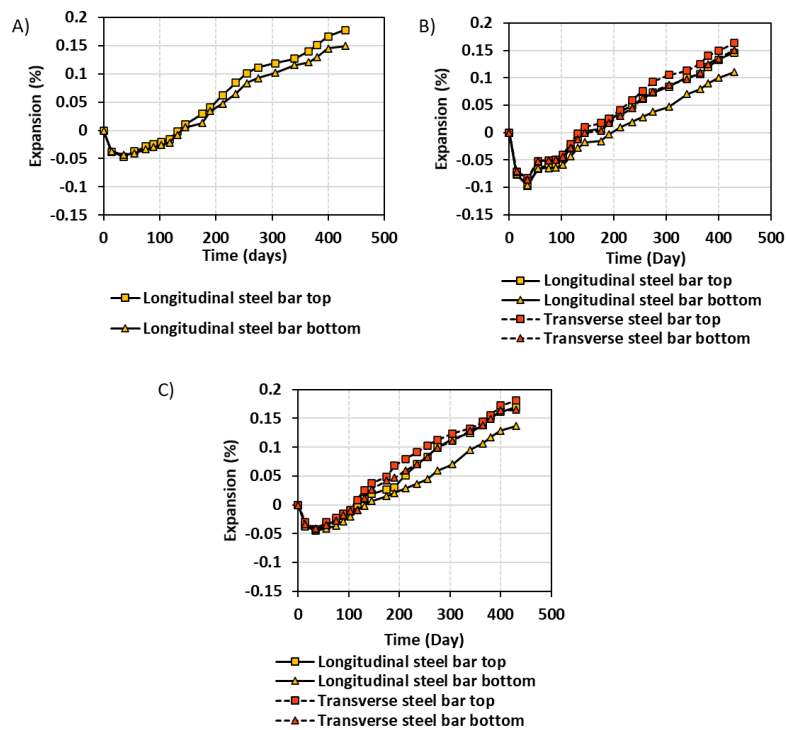 A)
0.2
0.15
0.1
0.05
0
-0.05
-0.1
-0.15
Expansion (%)
0 100 200 300 400 500
Time (days)
Longitudinal steel bar top
Longitudinal steel bar bottom
B)
0.2
0.15
0.1
0.05
0
-0.05
-0.1
-0.15
Expansion (%)
0 100 200 300 400 500
Time (Day)
Longitudinal steel bar top
Longitudinal steel bar bottom
Transverse steel bar top
Transverse steel bar bottom
C)
0.2
0.15
0.1
0.05
0
-0.05
-0.1
-0.15
Expansion (%)
0 100 200 300 400 500
Time (Day)
Longitudinal steel bar top
Longitudinal steel bar bottom
Transverse steel bar top
Transverse steel bar bottom